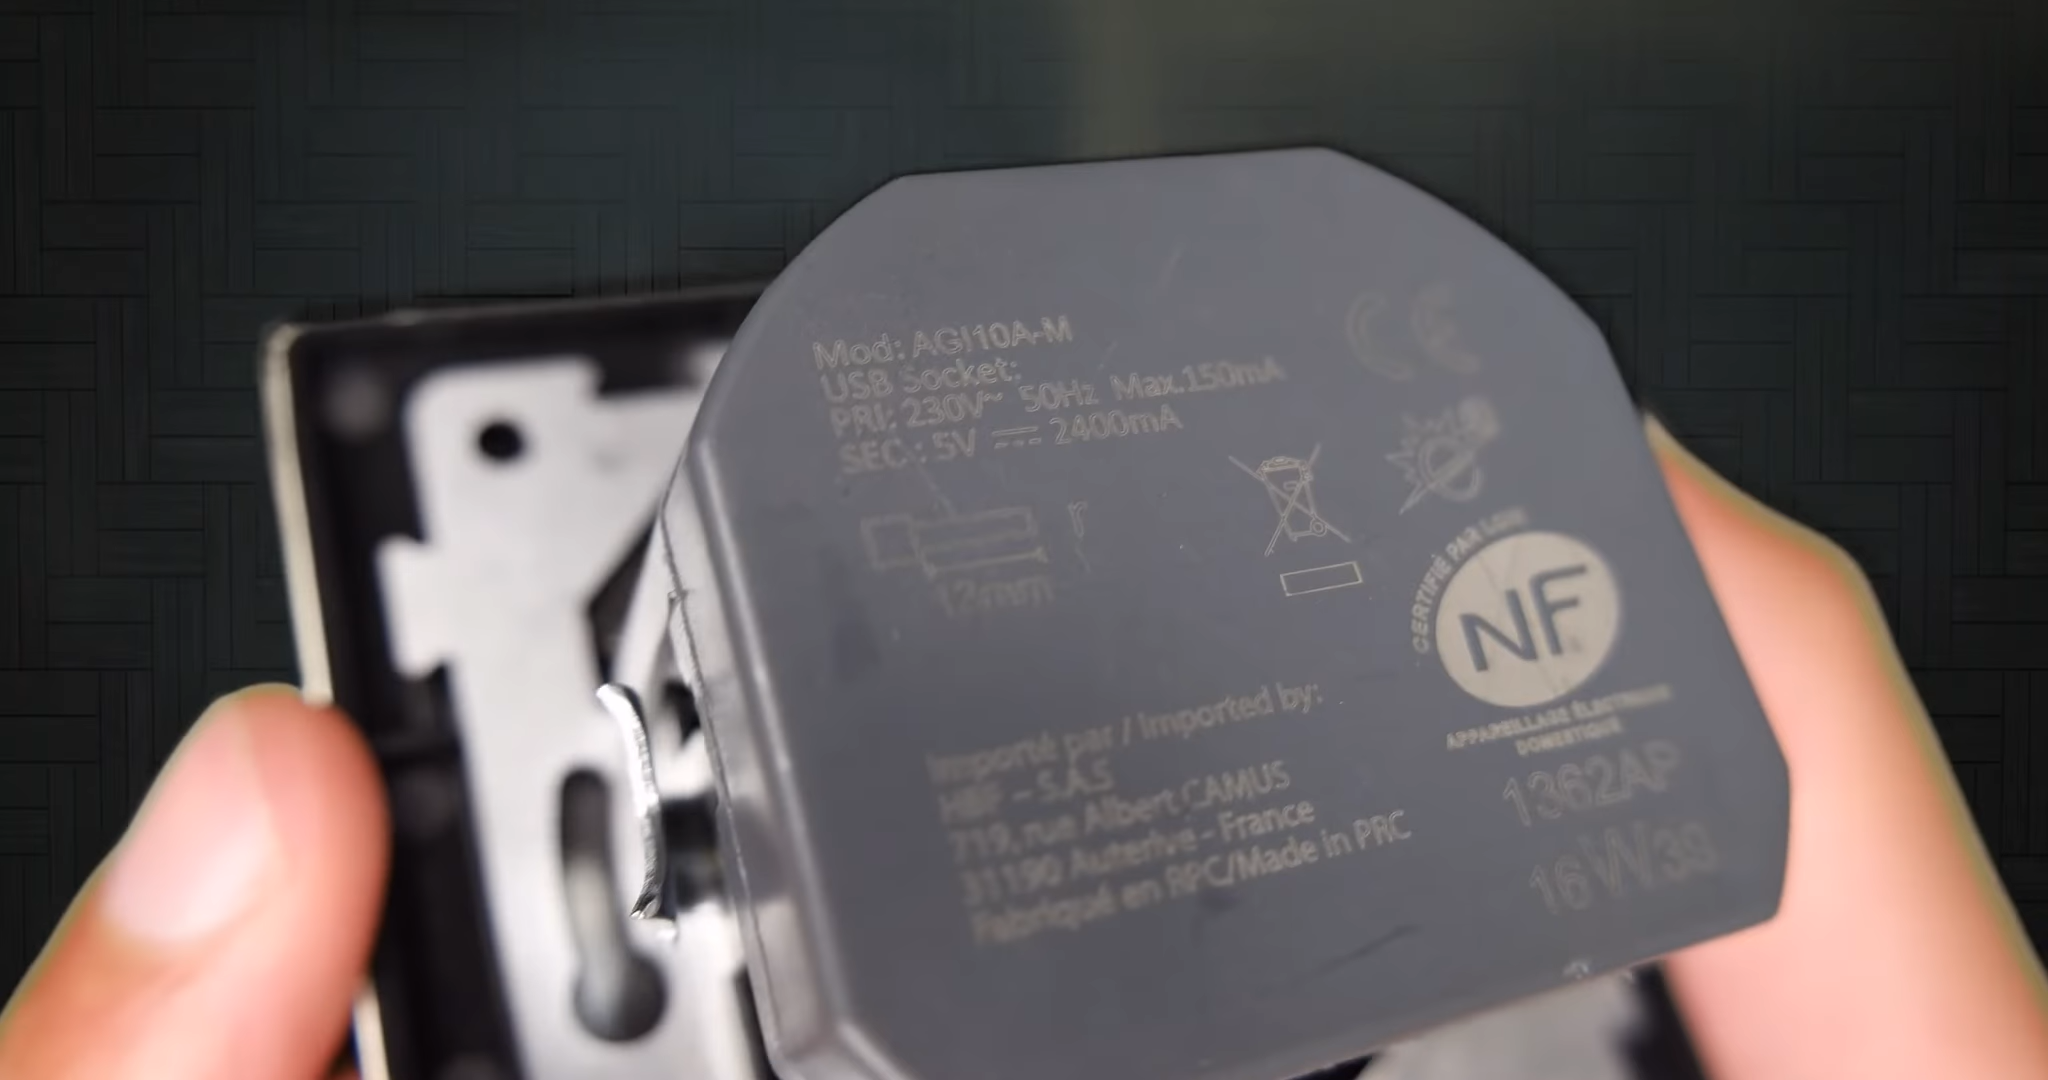 Mod: AGI10A-M
USB Socket:
PRI: 230V~ 50Hz Max.150mA
SEC.: 5V ⎓ 2400mA
CE
12mm
CERTIFIÉ PAR LCIE
NF
APPAREILLAGE ÉLECTRIQUE
DOMESTIQUE
1362AP
16W39
Importé par / Imported by:
HBF - S.A.S
719, rue Albert CAMUS
31190 Auterive - France
Fabriqué en RPC/Made in PRC